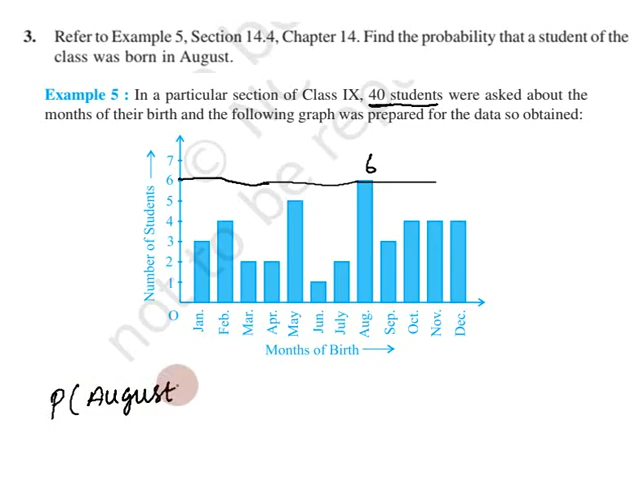 3. Refer to Example 5, Section 14.4, Chapter 14. Find the probability that a student of the
class was born in August.
Example 5 : In a particular section of Class IX, 40 students were asked about the
months of their birth and the following graph was prepared for the data so obtained:
Number of Students
7
6
5
4
3
2
1
O
6
Jan. Feb. Mar. Apr. May Jun. July Aug. Sep. Oct. Nov. Dec.
Months of Birth
P( August
© 
not to be